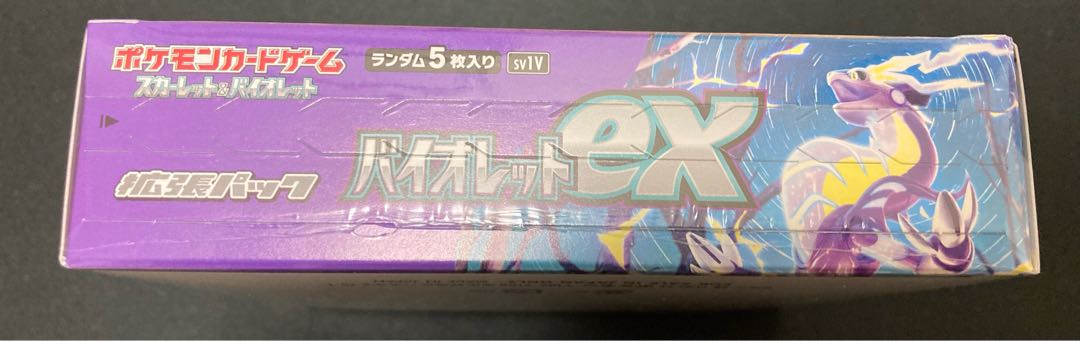 ポケモンカードゲーム
スカーレット&バイオレット
ランダム5枚入り
sv1V
バイオレットex
拡張パック